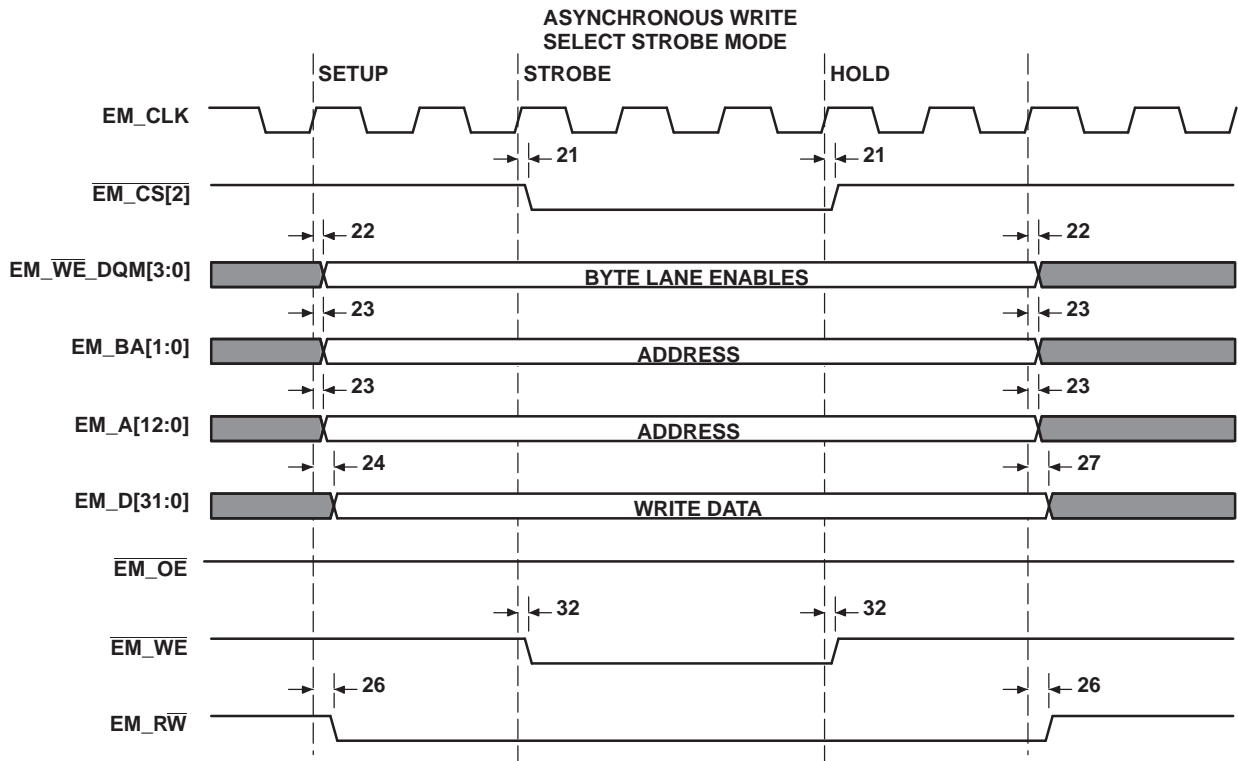 ASYNCHRONOUS WRITE
SELECT STROBE MODE
SETUP STROBE HOLD
EM_CLK
21 21
EM_CS[2]
22 22
EM_WE_DQM[3:0] BYTE LANE ENABLES
23 23
EM_BA[1:0] ADDRESS
23 23
EM_A[12:0] ADDRESS
24 27
EM_D[31:0] WRITE DATA
EM_OE
32 32
EM_WE
26 26
EM_RW